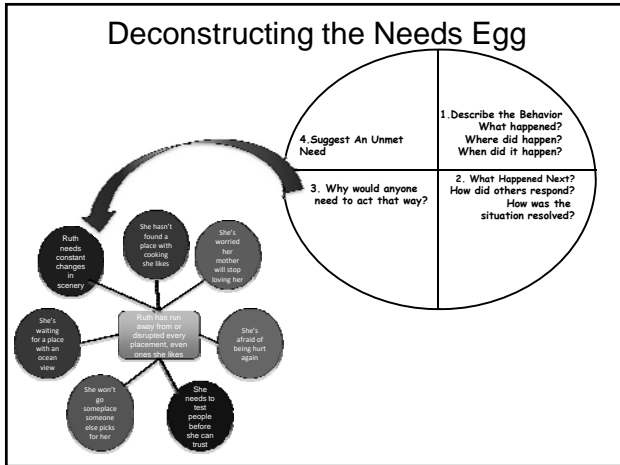 Deconstructing the Needs Egg
1.Describe the Behavior
What happened?
Where did happen?
When did it happen?
4.Suggest An Unmet
Need
2. What Happened Next?
How did others respond?
How was the
situation resolved?
3. Why would anyone
need to act that way?
Ruth
needs
constant
changes
in
scenery
She hasn't
found a
place with
cooking
she likes
She's
worried
her
mother
will stop
loving her
She's
waiting
for a place
with an
ocean
view
Ruth has run
away from or
disrupted every
placement, even
ones she likes
She's
afraid of
being hurt
again
She won't
go
someplace
someone
else picks
for her
She
needs to
test
people
before
she can
trust